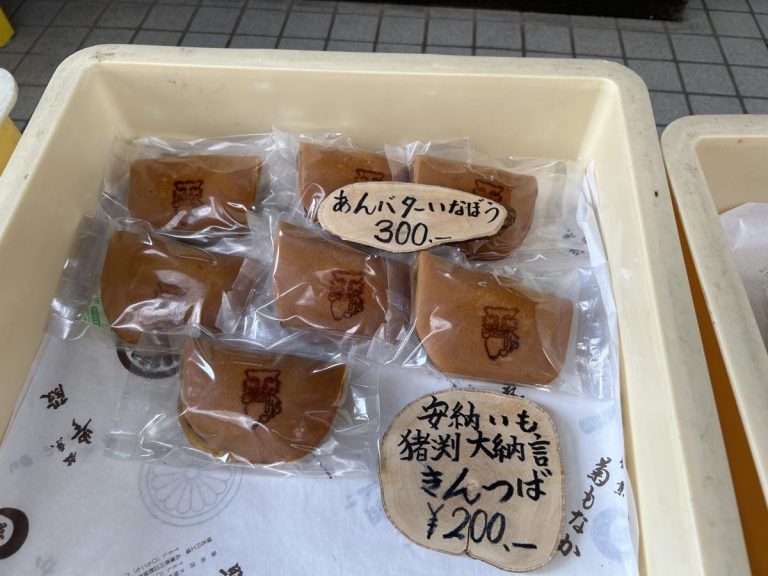 あんバターいなぼう
300.-
安納いも
猪渕大納言
きんつば
¥200.-
菊もなか